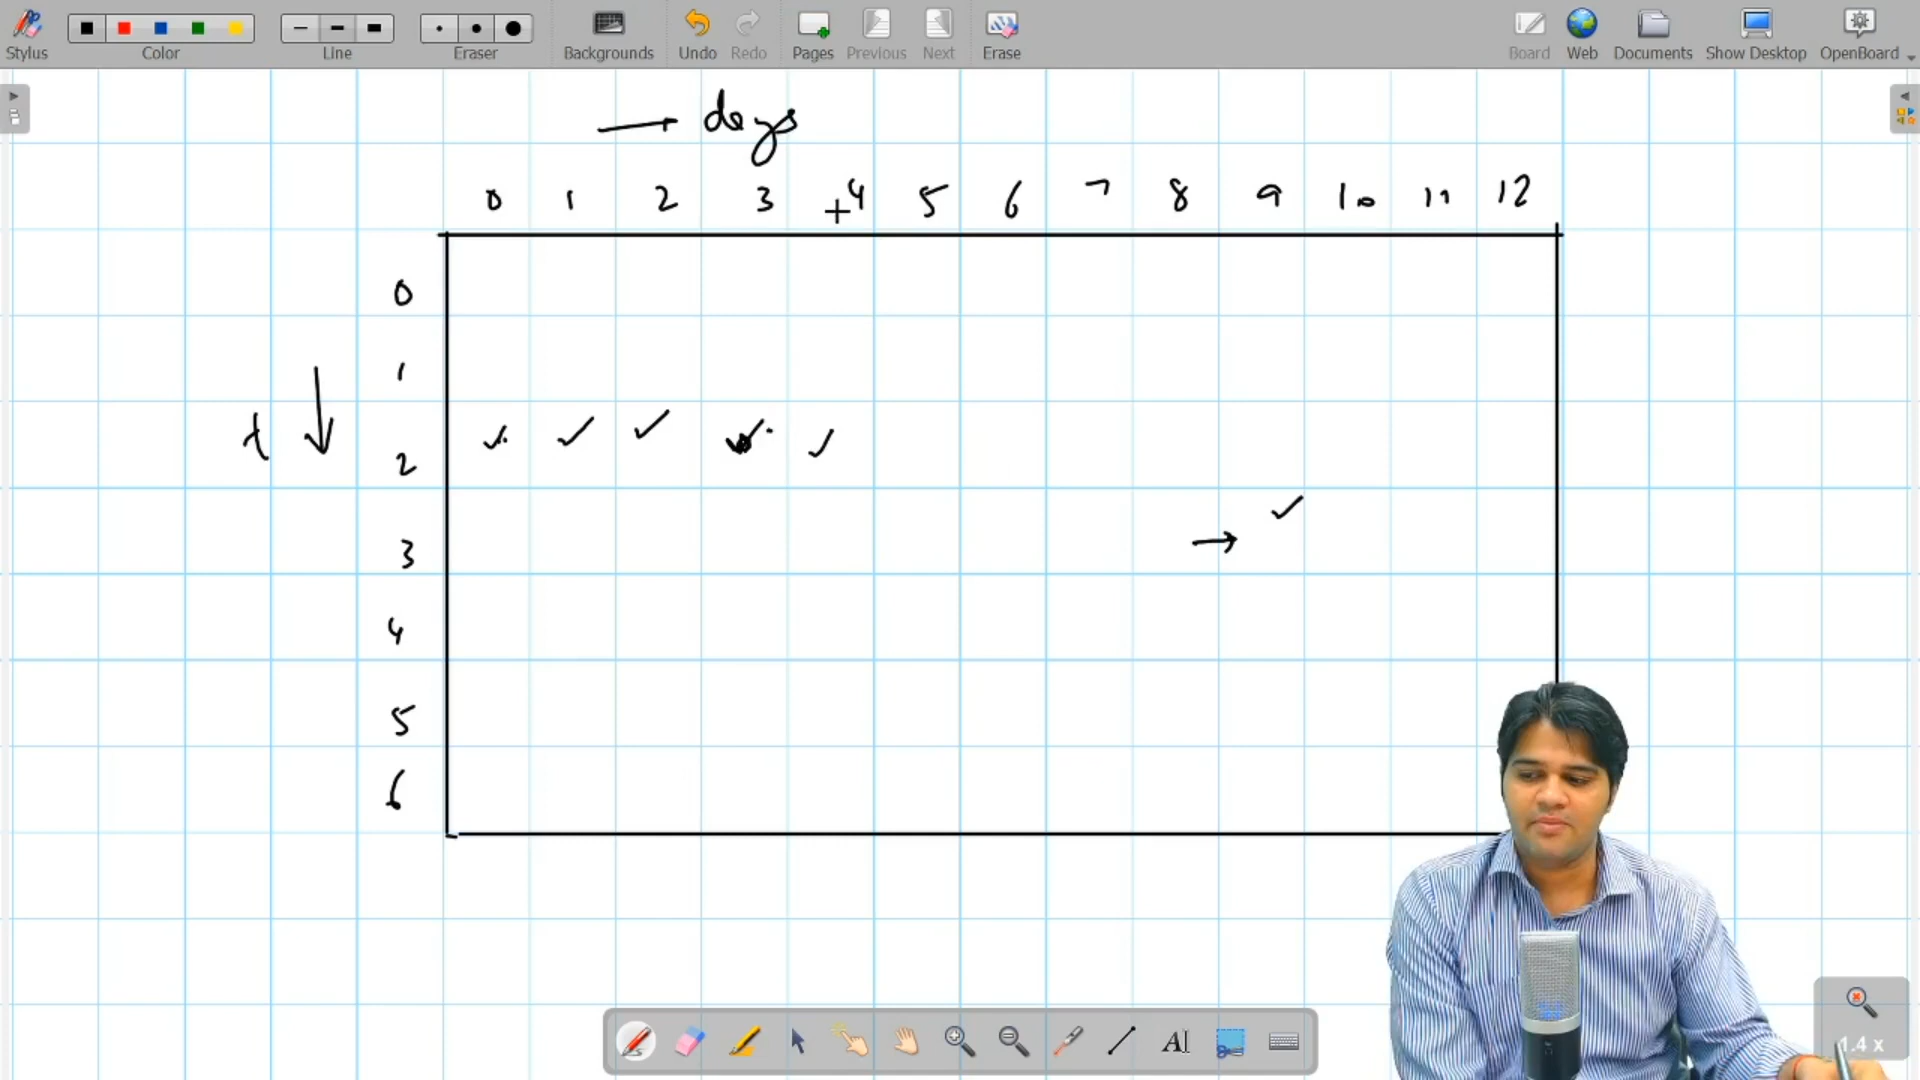 Stylus Color Line Eraser Backgrounds Undo Redo Pages Previous Next Erase Board Web Documents Show Desktop OpenBoard
→ days
0 1 2 3 4 5 6 7 8 9 10 11 12
0
1
t ↓
2 ✓ ✓ ✓ ✓ ✓
→ ✓
3
4
5
6
AI
1.4 x